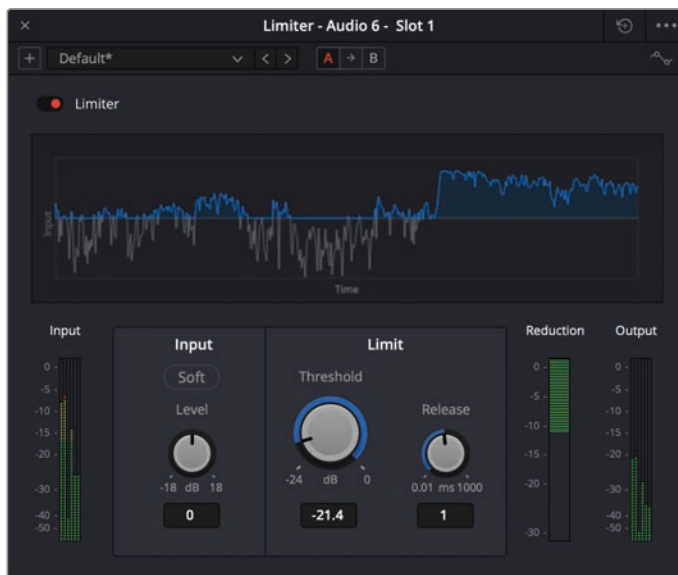 Limiter - Audio 6 - Slot 1
Default*
A
B
Limiter
Input
Time
Input
0
-5
-10
-15
-20
-30
-40
-50
Input
Soft
Level
-18 dB 18
0
Limit
Threshold
-24 dB 0
-21.4
Release
0.01 ms 1000
1
Reduction
0
-5
-10
-15
-20
-30
Output
0
-5
-10
-15
-20
-30
-40
-50